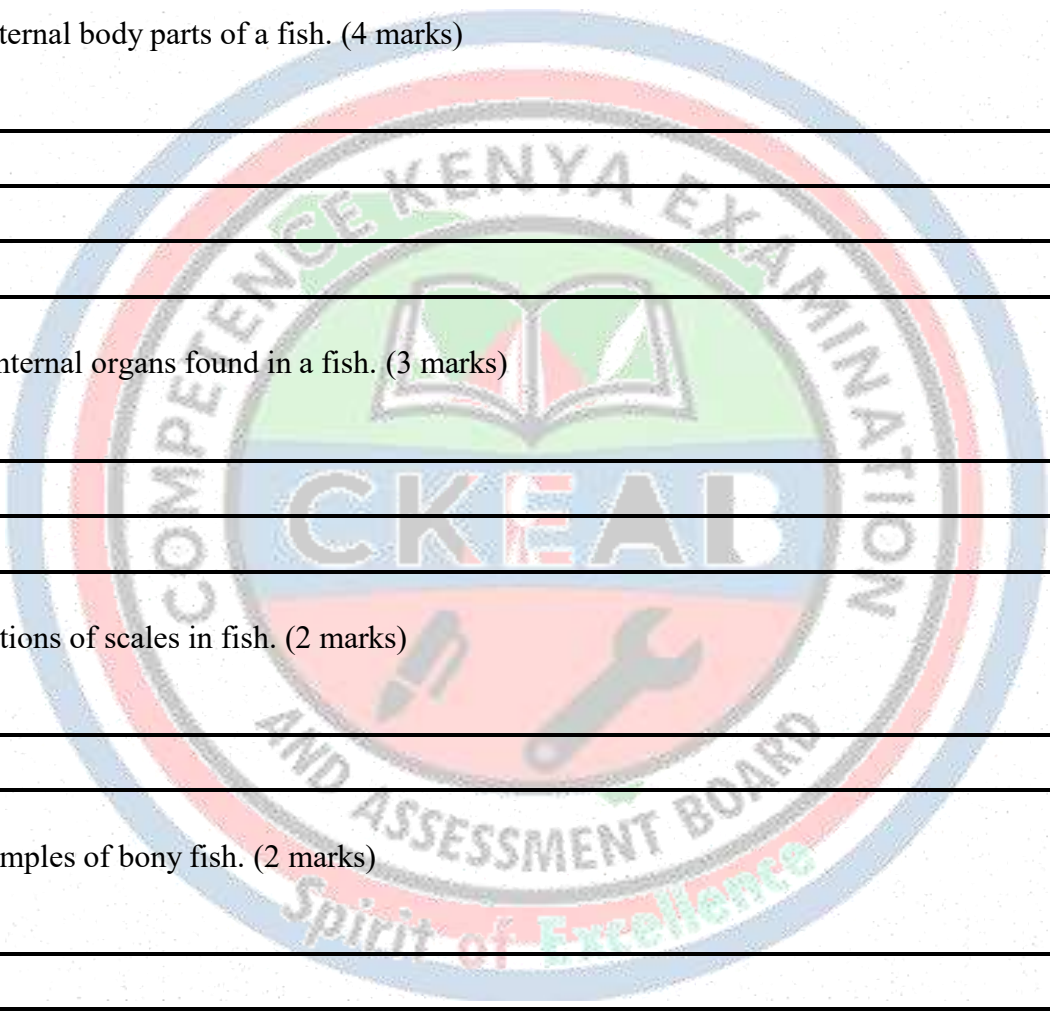 ternal body parts of a fish. (4 marks)
nternal organs found in a fish. (3 marks)
tions of scales in fish. (2 marks)
mples of bony fish. (2 marks)
COMPETENCE KENYA EXAMINATION
CKEAB
AND ASSESSMENT BOARD
Spirit of Excellence